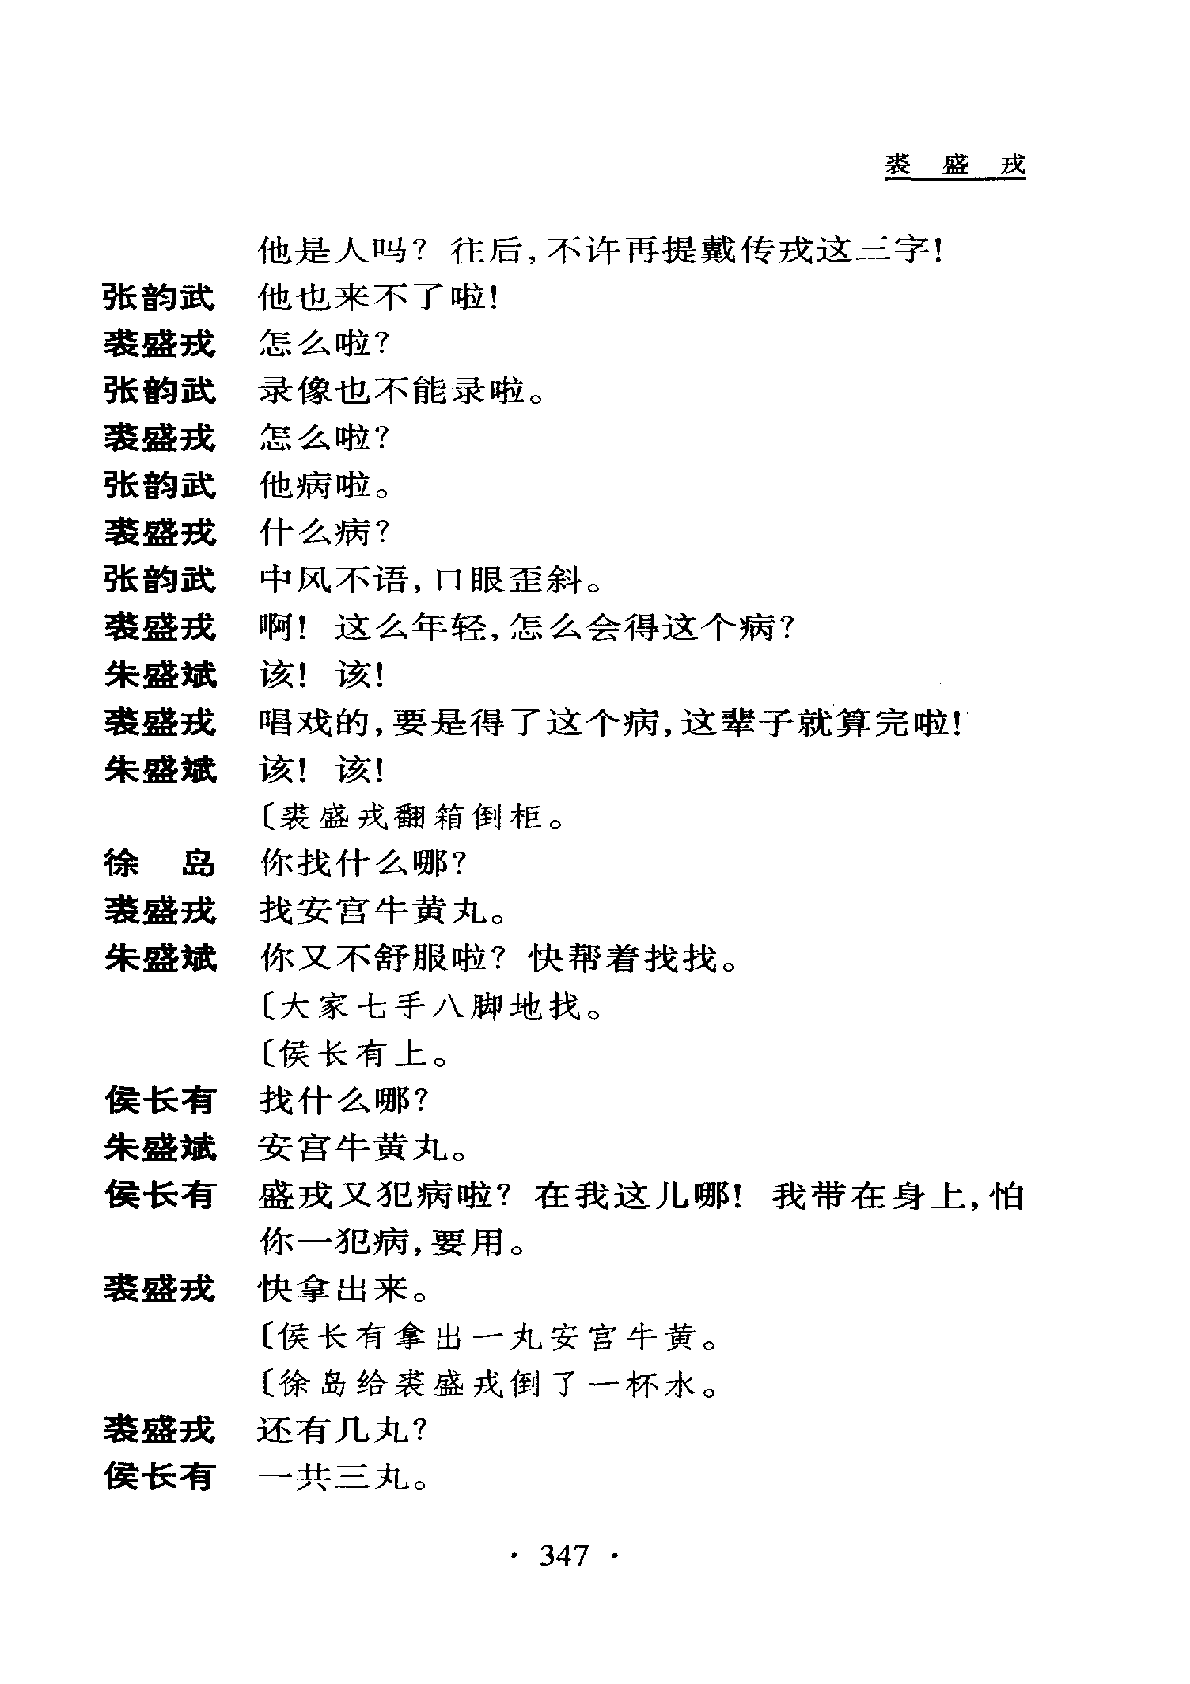 裘 盛 戎
他是人吗? 往后,不许再提戴传戎这三字!
张韵武 他也来不了啦!
裘盛戎 怎么啦?
张韵武 录像也不能录啦。
裘盛戎 怎么啦?
张韵武 他病啦。
裘盛戎 什么病?
张韵武 中风不语,口眼歪斜。
裘盛戎 啊! 这么年轻,怎么会得这个病?
朱盛斌 该! 该!
裘盛戎 唱戏的,要是得了这个病,这辈子就算完啦!
朱盛斌 该! 该!
〔裘盛戎翻箱倒柜。
徐 岛 你找什么哪?
裘盛戎 找安宫牛黄丸。
朱盛斌 你又不舒服啦? 快帮着找找。
〔大家七手八脚地找。
〔侯长有上。
侯长有 找什么哪?
朱盛斌 安宫牛黄丸。
侯长有 盛戎又犯病啦? 在我这儿哪! 我带在身上,怕
你一犯病,要用。
裘盛戎 快拿出来。
〔侯长有拿出一丸安宫牛黄。
〔徐岛给裘盛戎倒了一杯水。
裘盛戎 还有几丸?
侯长有 一共三丸。
· 347 ·